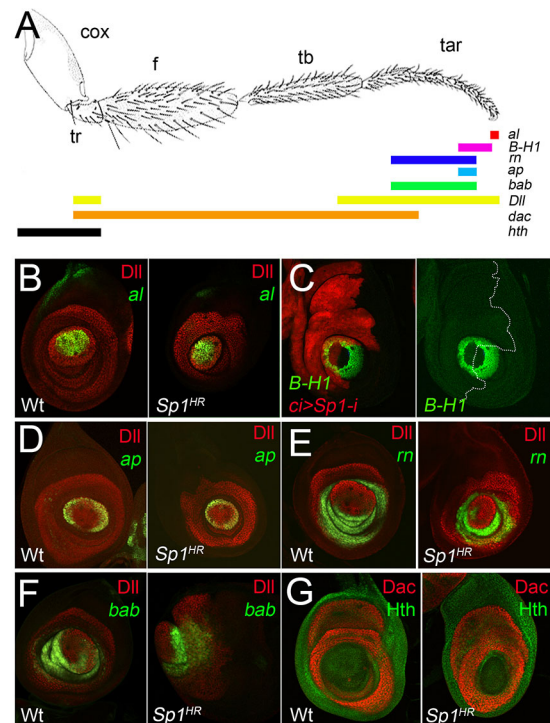 A
cox
f
tb
tar
tr
al
B-H1
rn
ap
bab
Dll
dac
hth
B
Dll
al
Wt
al
Sp1HR
C
B-H1
ci>Sp1-i
B-H1
D
Dll
ap
Wt
Dll
ap
Sp1HR
E
Dll
rn
Wt
Dll
rn
Sp1HR
F
Dll
bab
Wt
Dll
bab
Sp1HR
G
Dac
Hth
Wt
Dac
Hth
Sp1HR